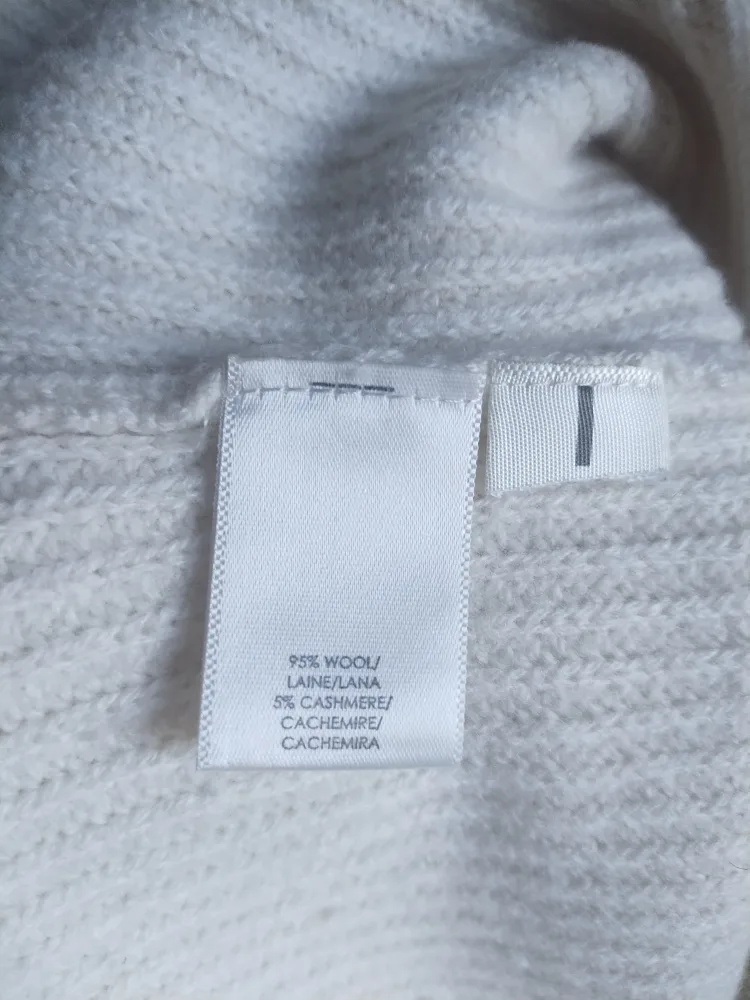 95% WOOL/
LAINE/LANA
5% CASHMERE/
CACHEMIRE/
CACHEMIRA